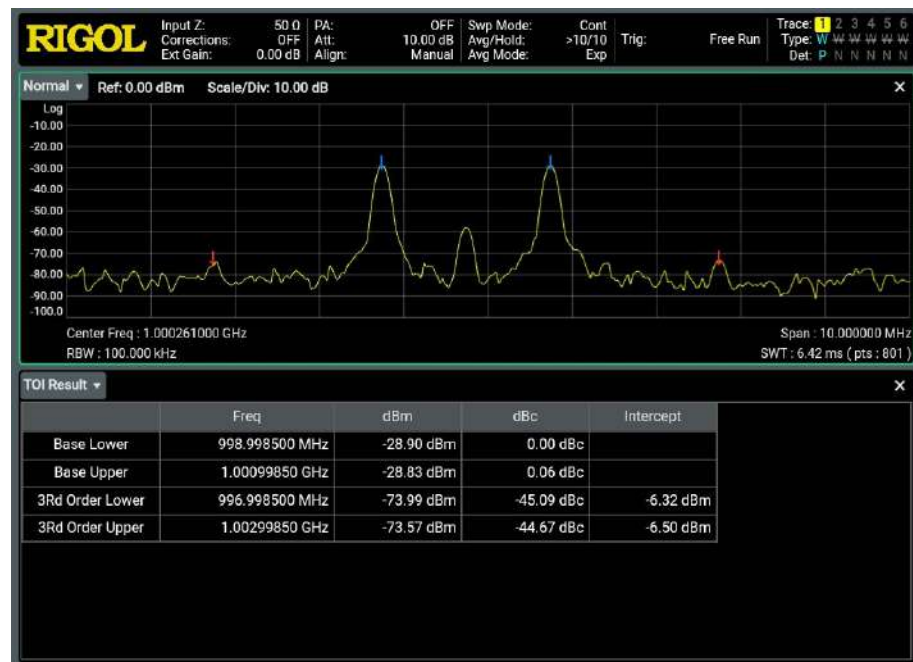 RIGOL
Input Z: 50 Ω PA: OFF Swp Mode: Cont Trace: 1 2 3 4 5 6
Corrections: OFF Att: 10.00 dB Avg/Hold: >10/10 Trig: Free Run Type: W W W W W W
Ext Gain: 0.00 dB Align: Manual Avg Mode: Exp Det: P N N N N N
Normal Ref: 0.00 dBm Scale/Div: 10.00 dB
Log
-10.00
-20.00
-30.00
-40.00
-50.00
-60.00
-70.00
-80.00
-90.00
-100.0
Center Freq : 1.000261000 GHz Span : 10.000000 MHz
RBW : 100.000 kHz SWT : 6.42 ms ( pts : 801 )
TOI Result
Freq dBm dBc Intercept
Base Lower 998.998500 MHz -28.90 dBm 0.00 dBc
Base Upper 1.00099850 GHz -28.83 dBm 0.06 dBc
3Rd Order Lower 996.998500 MHz -73.99 dBm -45.09 dBc -6.32 dBm
3Rd Order Upper 1.00299850 GHz -73.57 dBm -44.67 dBc -6.50 dBm